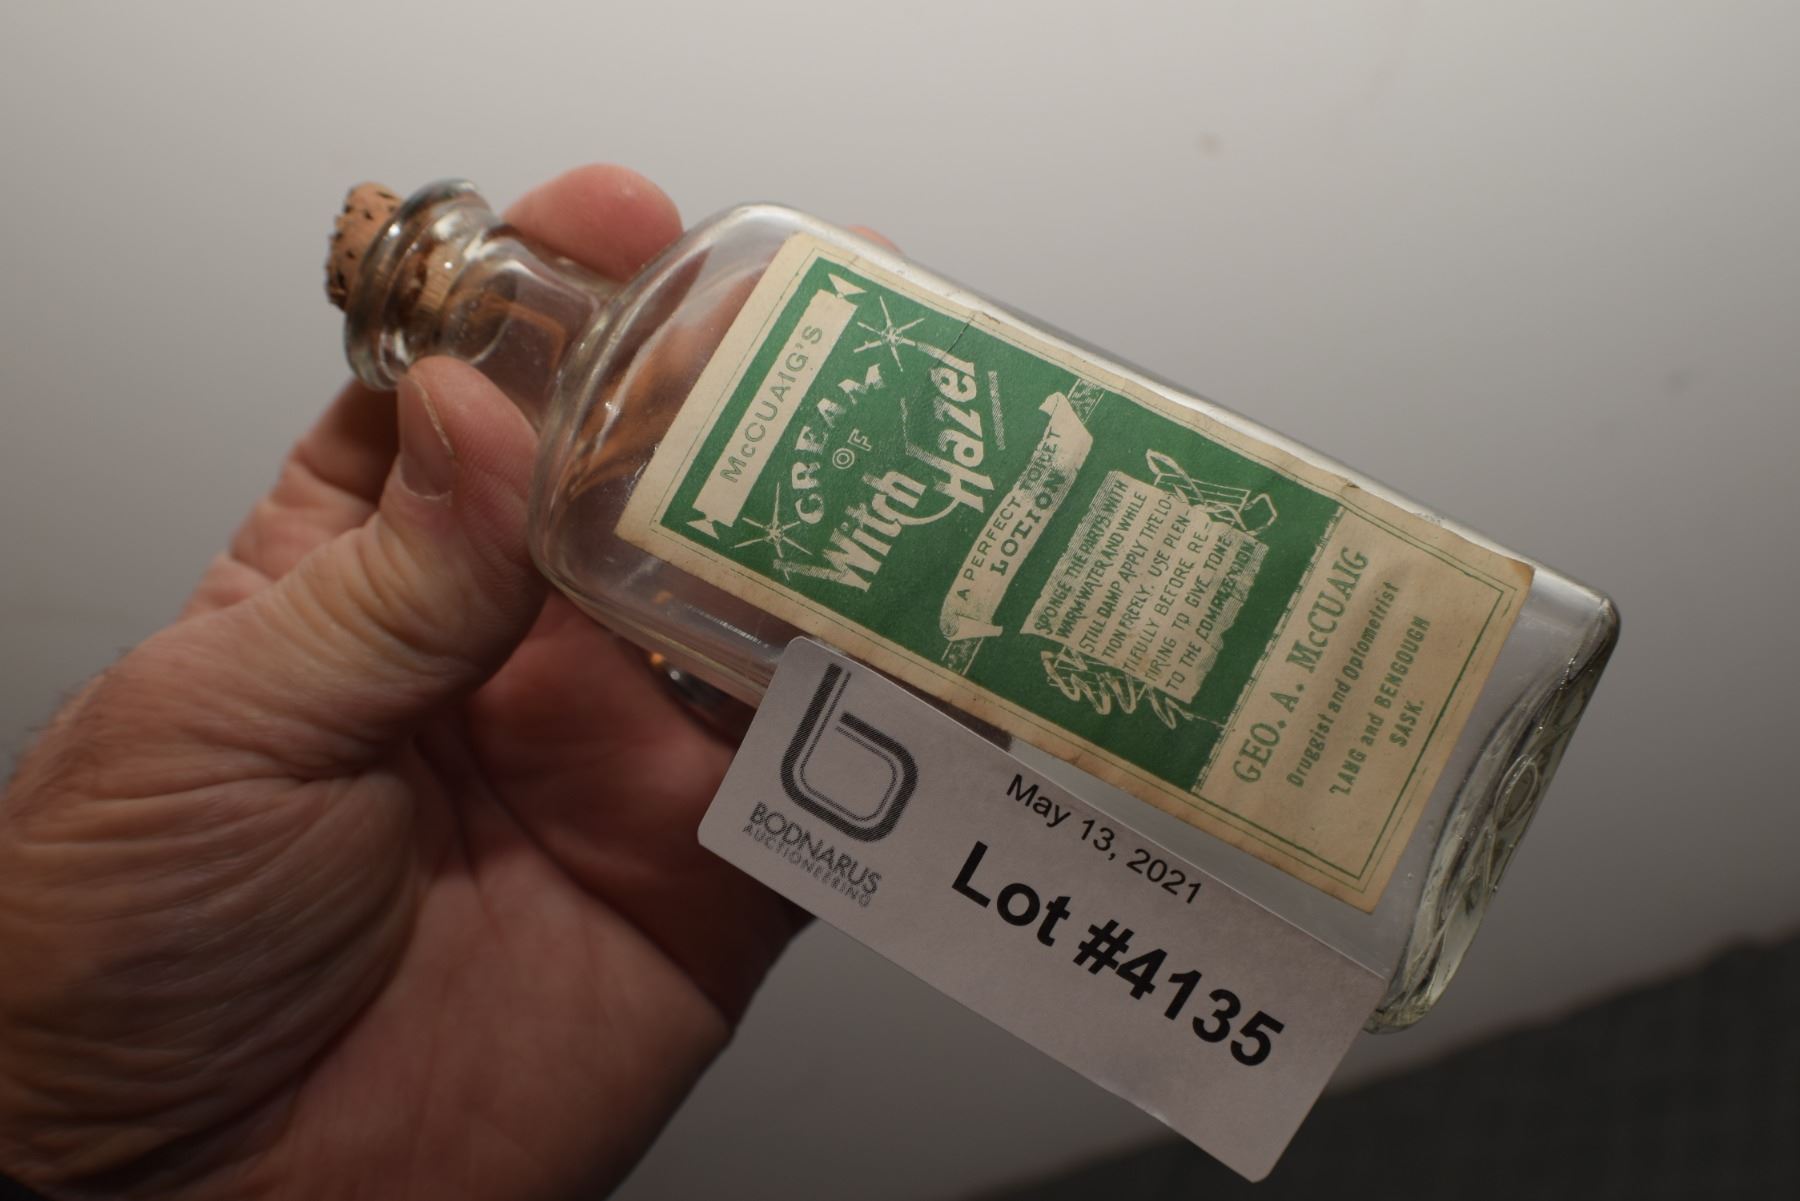 McCUAIG'S
CREAM
OF
Witch
Hazel
A PERFECT TOILET
LOTION
SPONGE THE PARTS WITH
WARM WATER AND WHILE
STILL DAMP APPLY THE LO-
TION FREELY, USE PLEN-
TIFULLY BEFORE RE-
TIRING TO GIVE TONE
TO THE COMPLEXION
GEO. A. McCUAIG
Druggist and Optometrist
LANG and BENGOUGH
SASK.
b
BODNARUS
AUCTIONEERING
May 13, 2021
Lot #4135